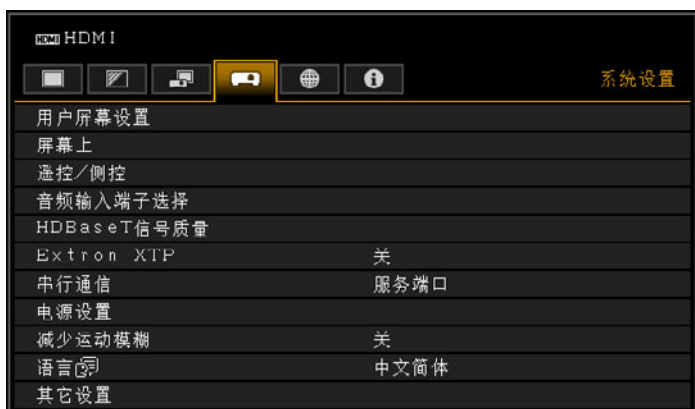 HDMI HDMI
系统设置
用户屏幕设置
屏幕上
遥控/侧控
音频输入端子选择
HDBaseT信号质量
Extron XTP 关
串行通信 服务端口
电源设置
减少运动模糊 关
语言 中文简体
其它设置